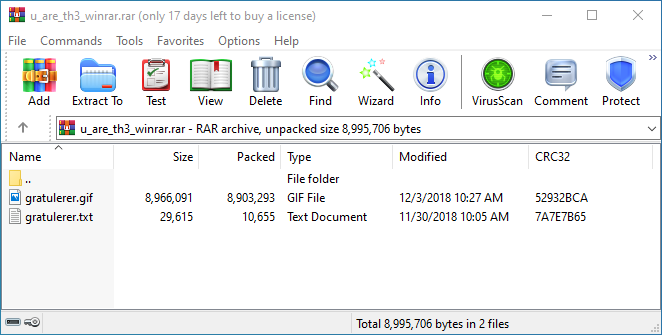 u_are_th3_winrar.rar (only 17 days left to buy a license)
File Commands Tools Favorites Options Help
Add Extract To Test View Delete Find Wizard Info VirusScan Comment Protect
u_are_th3_winrar.rar - RAR archive, unpacked size 8,995,706 bytes
Name Size Packed Type Modified CRC32
.. File folder
gratulerer.gif 8,966,091 8,903,293 GIF File 12/3/2018 10:27 AM 52932BCA
gratulerer.txt 29,615 10,655 Text Document 11/30/2018 10:05 AM 7A7E7B65
Total 8,995,706 bytes in 2 files